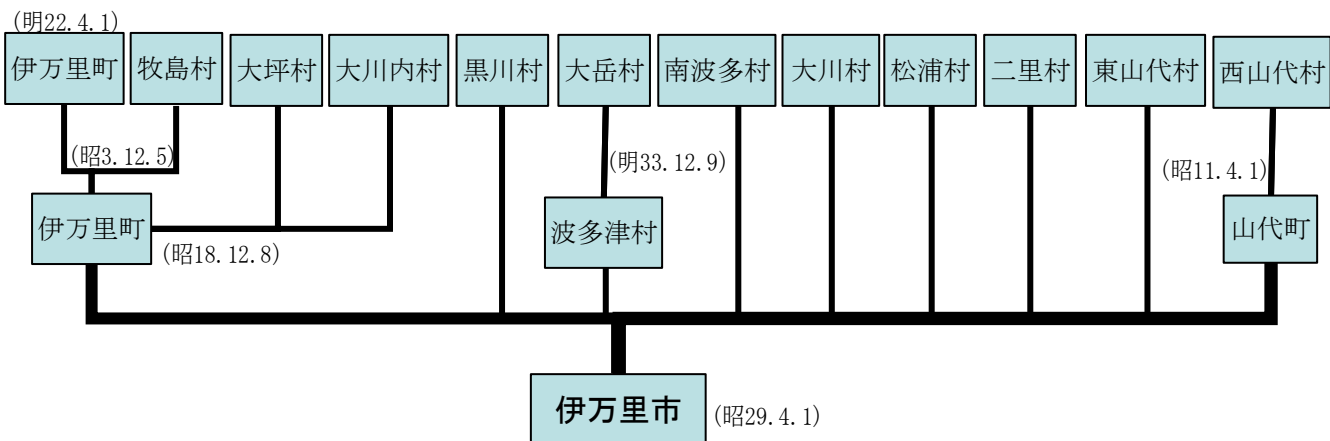 (明22.4.1)
伊万里町 牧島村 大坪村 大川内村 黒川村 大岳村 南波多村 大川村 松浦村 二里村 東山代村 西山代村
(昭3.12.5) (明33.12.9) (昭11.4.1)
伊万里町 波多津村 山代町
(昭18.12.8)
伊万里市 (昭29.4.1)